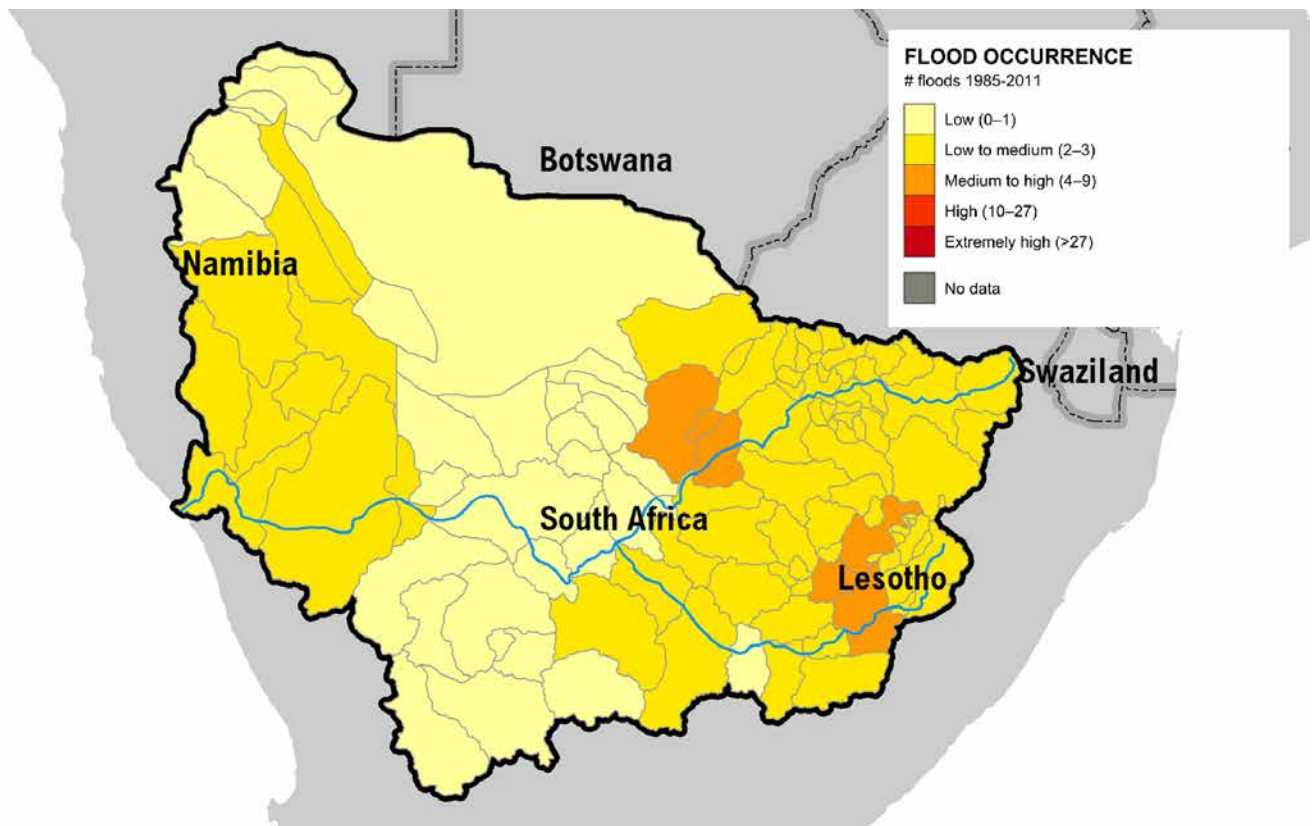 FLOOD OCCURRENCE
# floods 1985-2011
Low (0–1)
Low to medium (2–3)
Medium to high (4–9)
High (10–27)
Extremely high (>27)
No data
Botswana
Namibia
Swaziland
South Africa
Lesotho